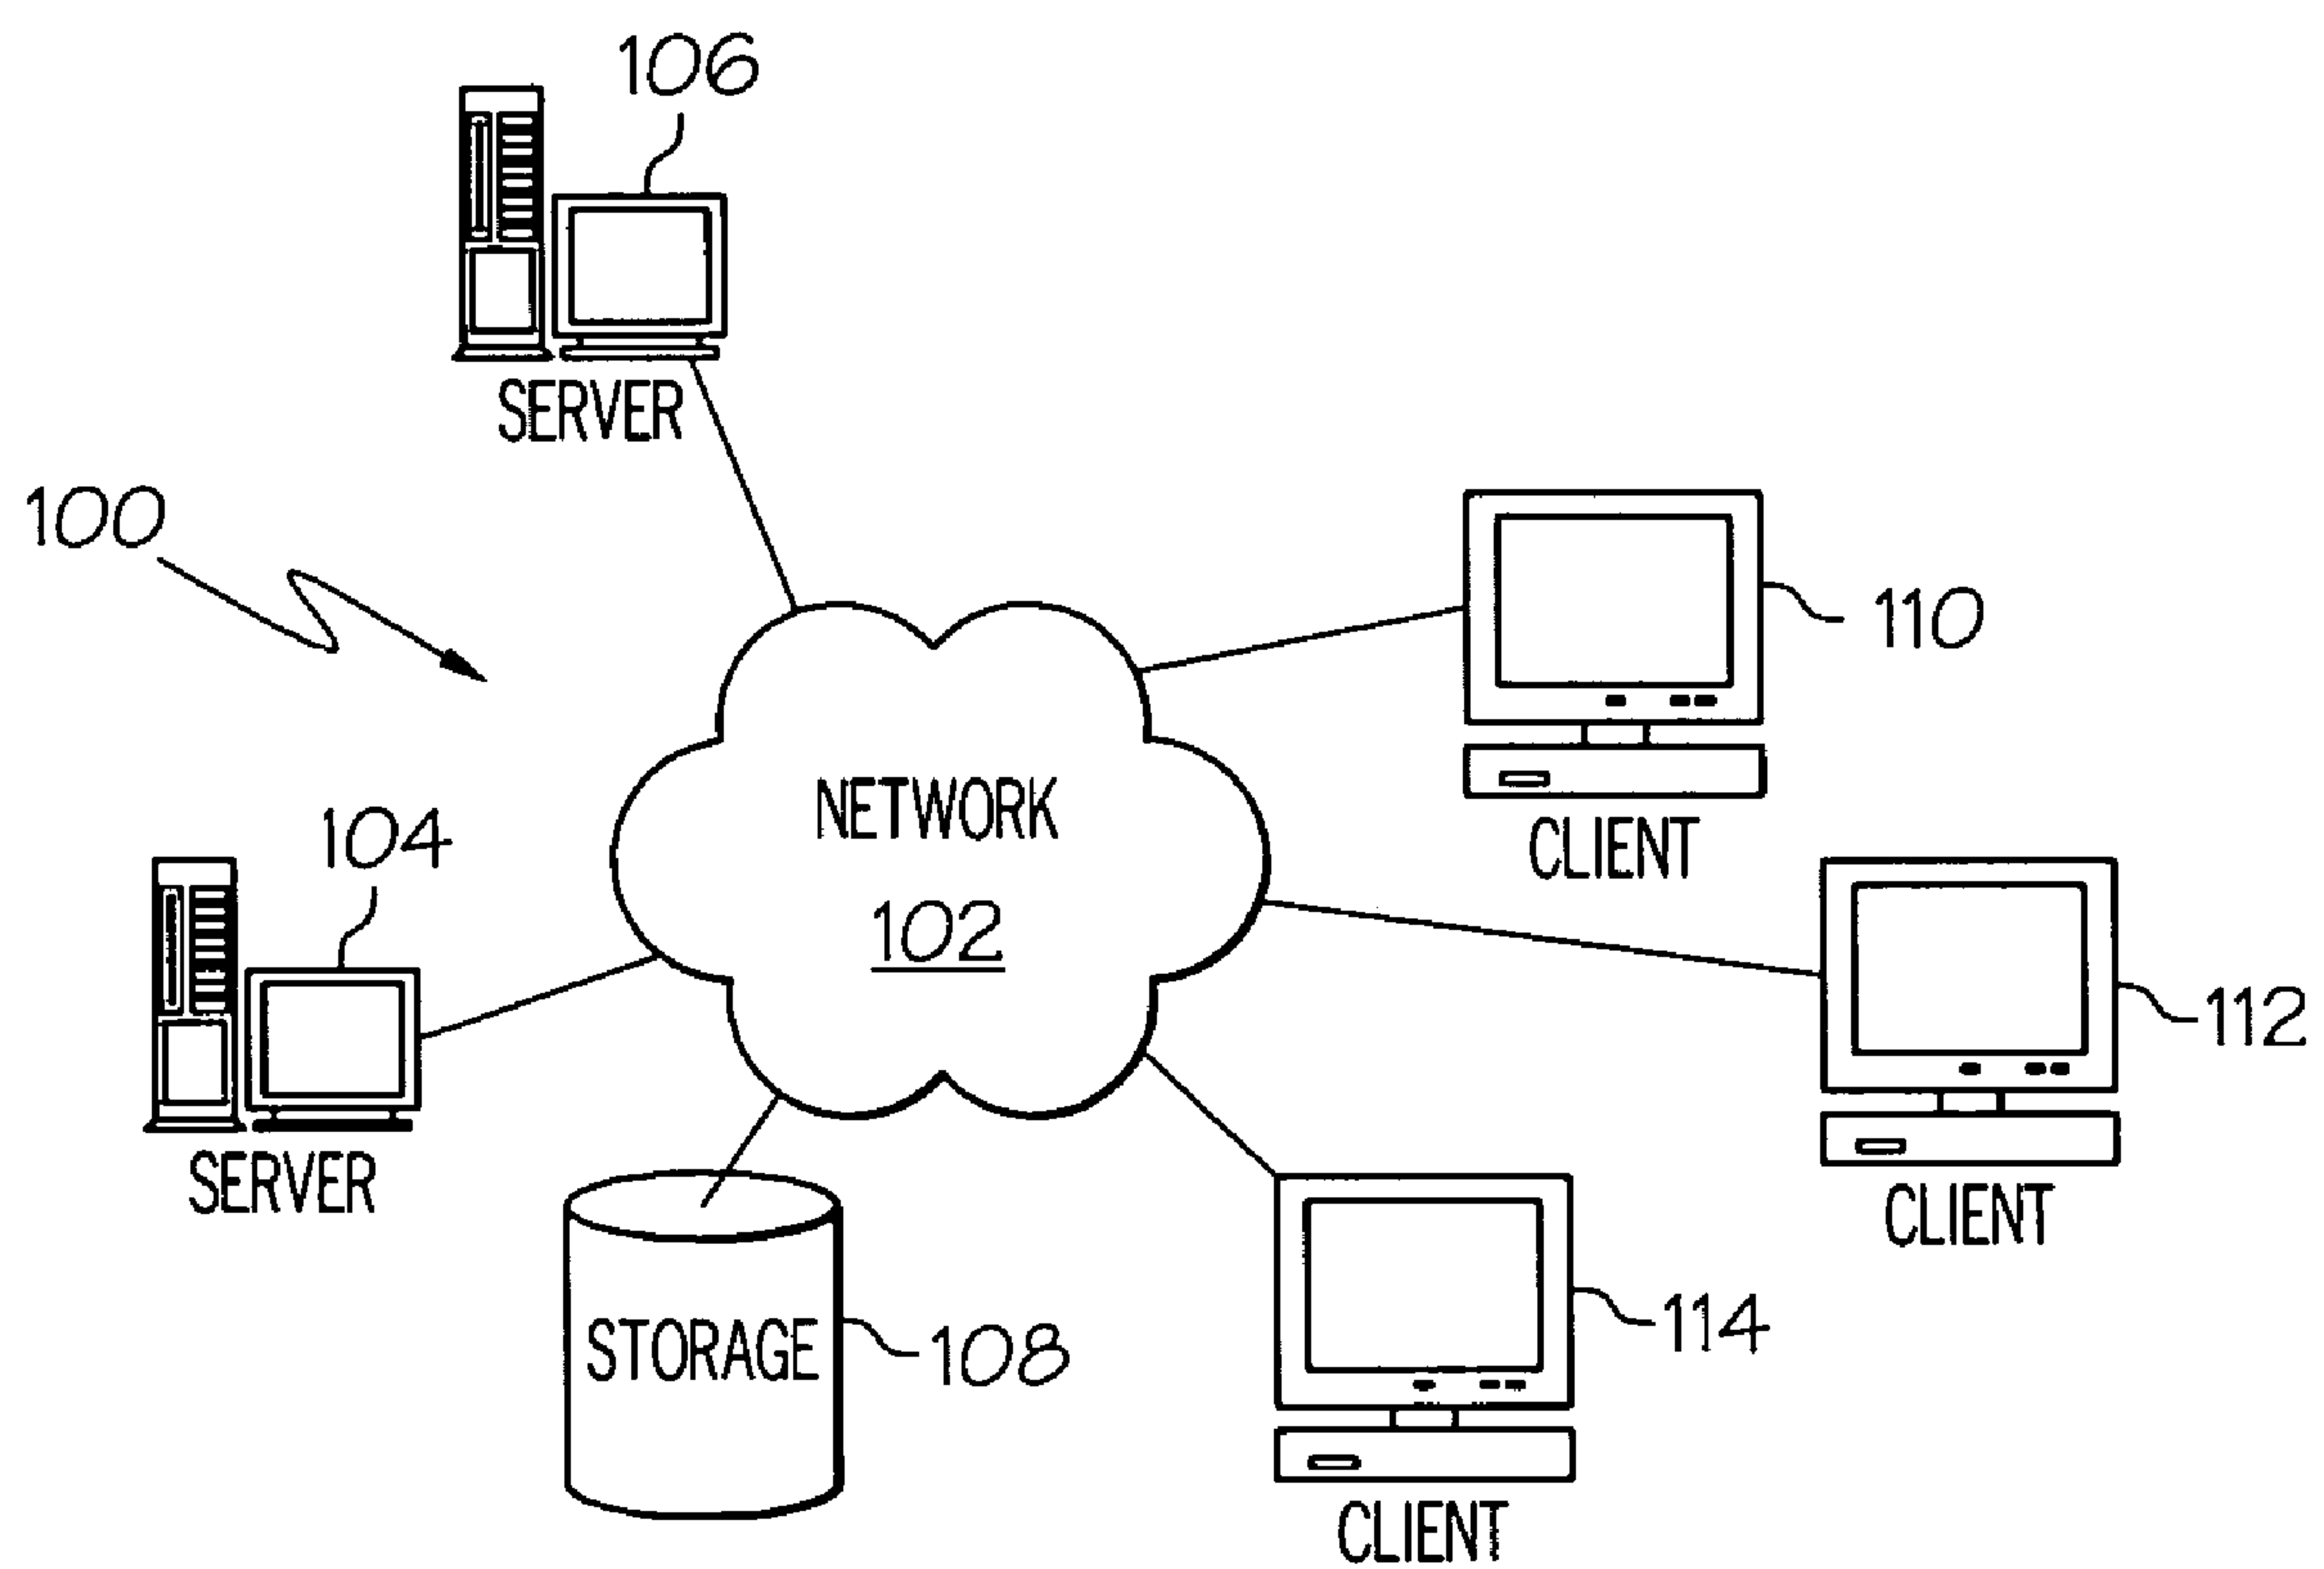 106
SERVER
100
110
CLIENT
NETWORK
102
104
SERVER
112
CLIENT
STORAGE
108
114
CLIENT